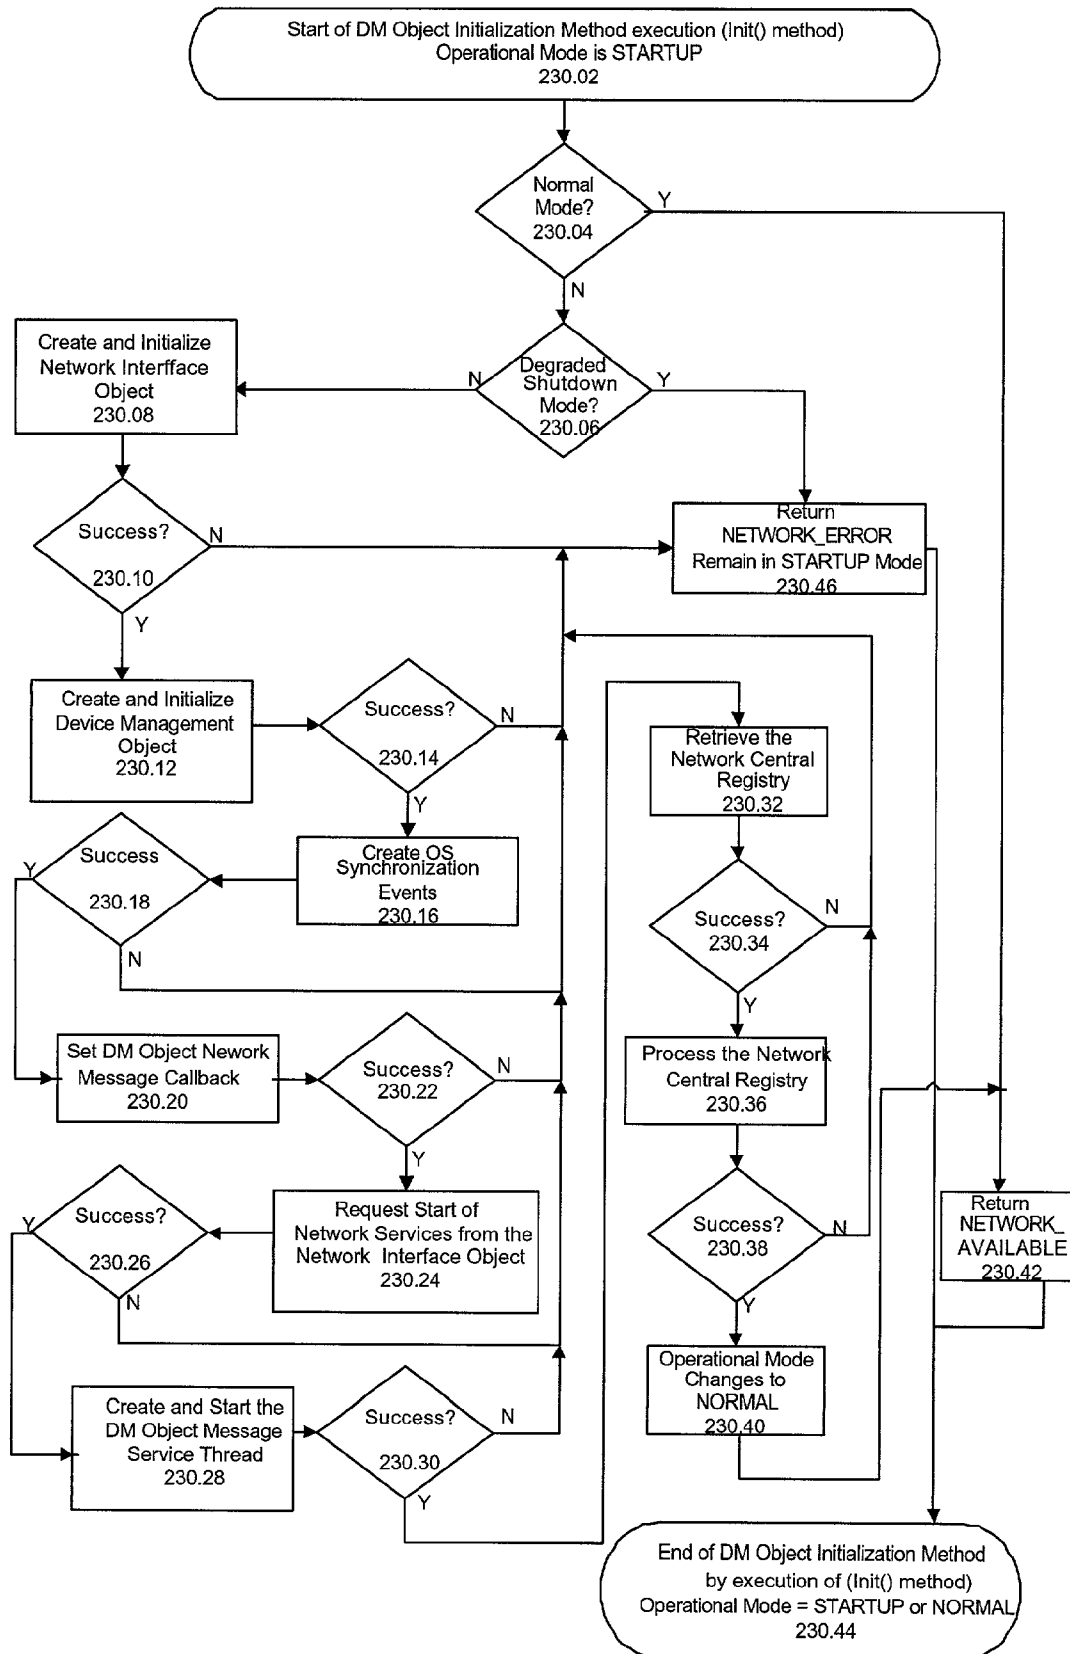 Start of DM Object Initialization Method execution (Init() method)
Operational Mode is STARTUP
230.02
Normal
Mode?
230.04
Y
N
Degraded
Shutdown
Mode?
230.06
N
Y
Create and Initialize
Network Interfface
Object
230.08
Success?
230.10
N
Y
Return
NETWORK_ERROR
Remain in STARTUP Mode
230.46
Create and Initialize
Device Management
Object
230.12
Success?
230.14
N
Y
Create OS
Synchronization
Events
230.16
Success
230.18
Y
N
Set DM Object Nework
Message Callback
230.20
Success?
230.22
N
Y
Request Start of
Network Services from the
Network Interface Object
230.24
Success?
230.26
Y
N
Create and Start the
DM Object Message
Service Thread
230.28
Success?
230.30
N
Y
Retrieve the
Network Central
Registry
230.32
Success?
230.34
N
Y
Process the Network
Central Registry
230.36
Success?
230.38
N
Y
Operational Mode
Changes to
NORMAL
230.40
Return
NETWORK_
AVAILABLE
230.42
End of DM Object Initialization Method
by execution of (Init() method)
Operational Mode = STARTUP or NORMAL
230.44